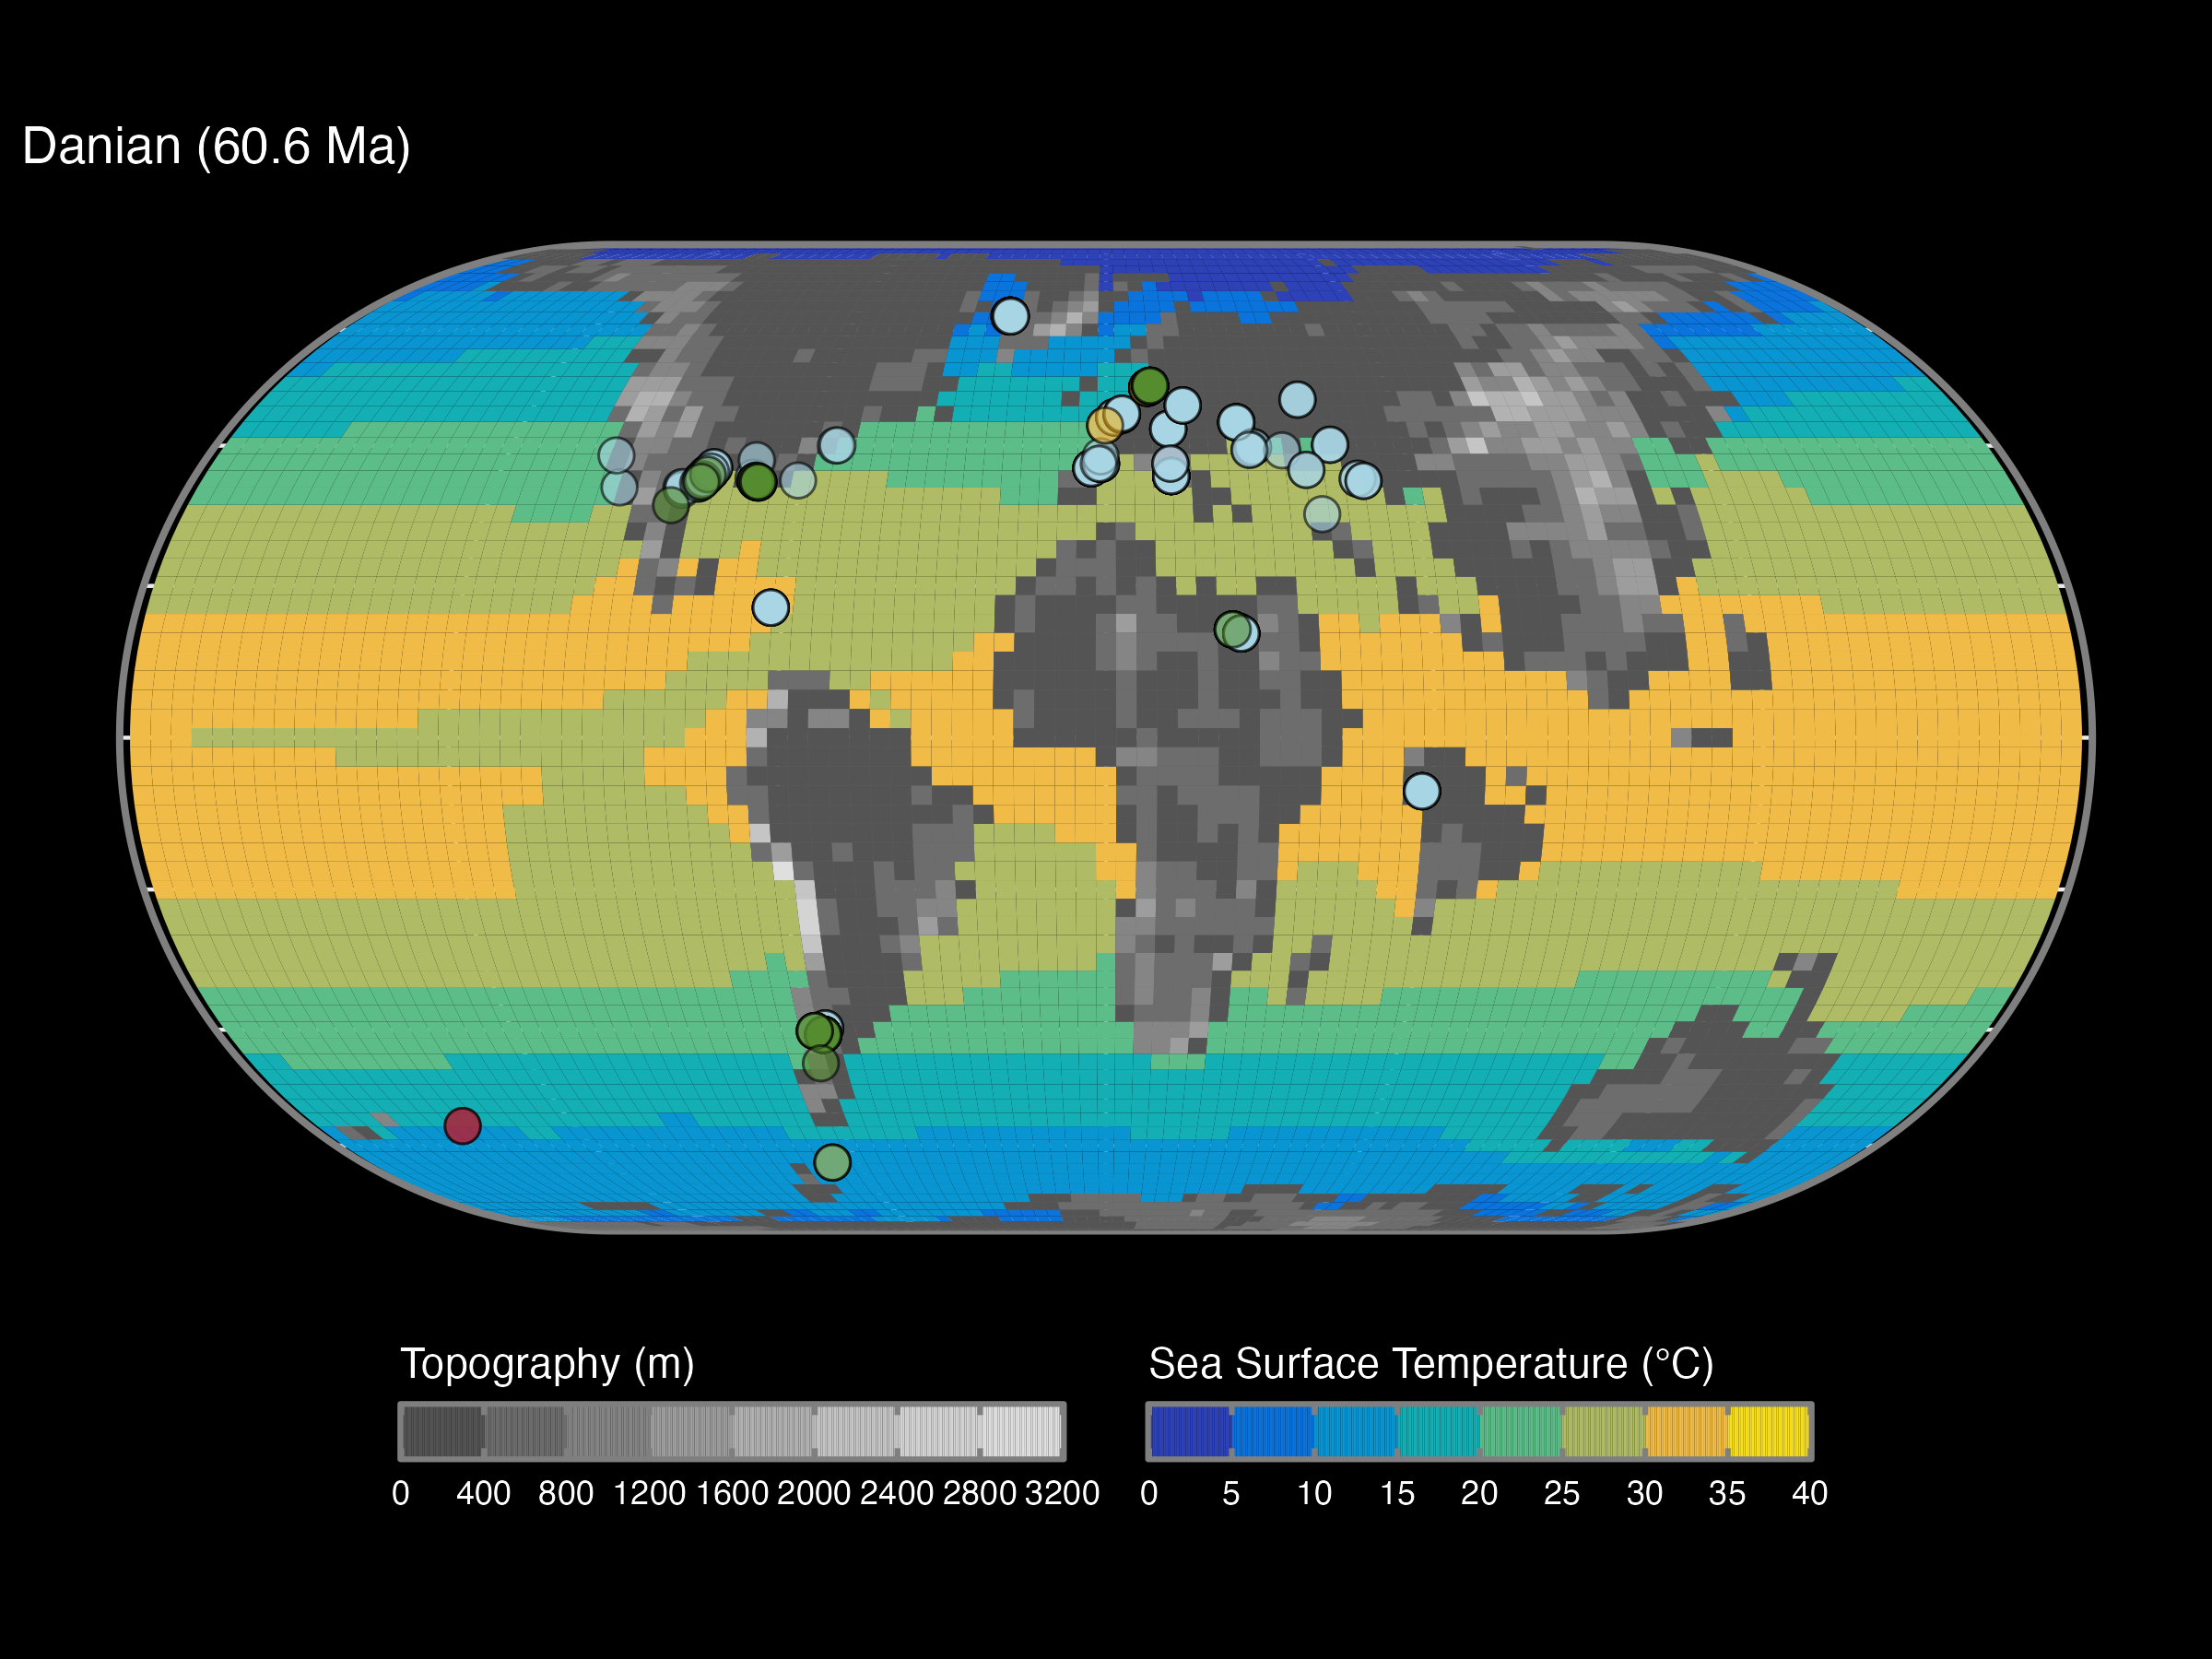 Danian (60.6 Ma)
Topography (m)
0 400 800 1200 1600 2000 2400 2800 3200
Sea Surface Temperature (°C)
0 5 10 15 20 25 30 35 40